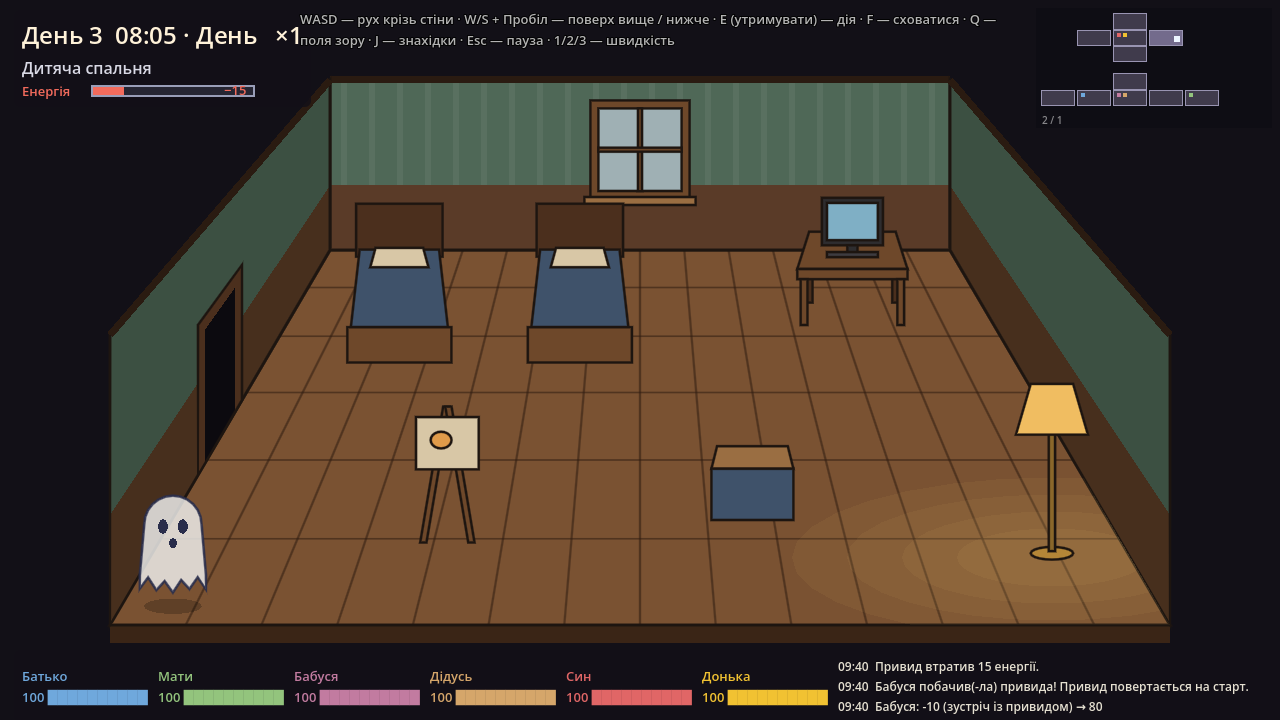 День 3  08:05 · День   ×1
WASD — рух крізь стіни · W/S + Пробіл — поверх вище / нижче · E (утримувати) — дія · F — сховатися · Q —
поля зору · J — знахідки · Esc — пауза · 1/2/3 — швидкість
Дитяча спальня
Енергія −15
2 / 1
Батько Мати Бабуся Дідусь Син Донька
100 100 100 100 100 100
09:40  Привид втратив 15 енергії.
09:40  Бабуся побачив(-ла) привида! Привид повертається на старт.
09:40  Бабуся: -10 (зустріч із привидом) → 80